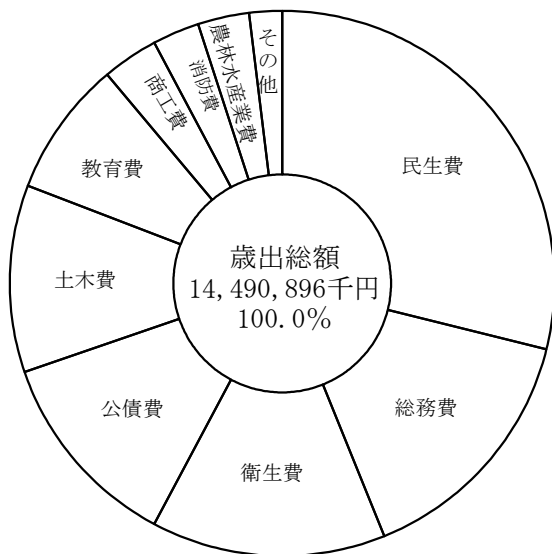 その他
農林水産業費
消防費
商工費
教育費
民生費
歳出総額
14,490,896千円
100.0%
土木費
公債費
総務費
衛生費